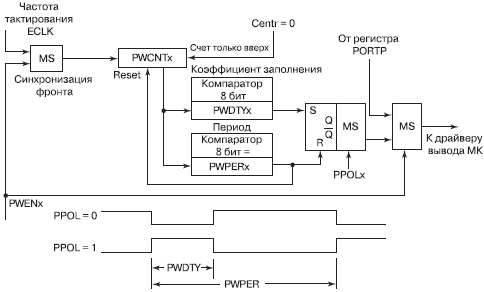 Частота
тактирования
ECLK
Centr = 0
От регистра
PORTP
MS
PWCNTx
Счет только вверх
Reset
Синхронизация
фронта
Коэффициент заполнения
Компаратор
8 бит
PWDTYx
Период
Компаратор
8 бит =
PWPERx
S
Q
Q
R
MS
MS
К драйверу
вывода МК
PPOLx
PWENx
PPOL = 0
PPOL = 1
PWDTY
PWPER